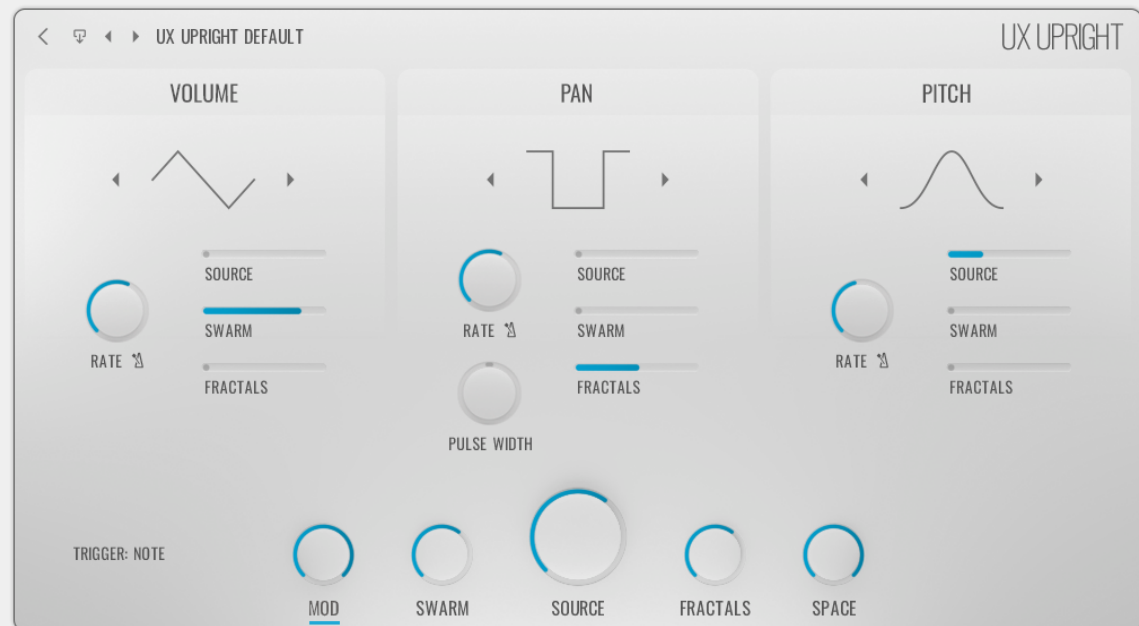 UX UPRIGHT DEFAULT
UX UPRIGHT
VOLUME
PAN
PITCH
SOURCE
SWARM
FRACTALS
RATE
SOURCE
SWARM
FRACTALS
RATE
PULSE WIDTH
SOURCE
SWARM
FRACTALS
RATE
TRIGGER: NOTE
MOD
SWARM
SOURCE
FRACTALS
SPACE